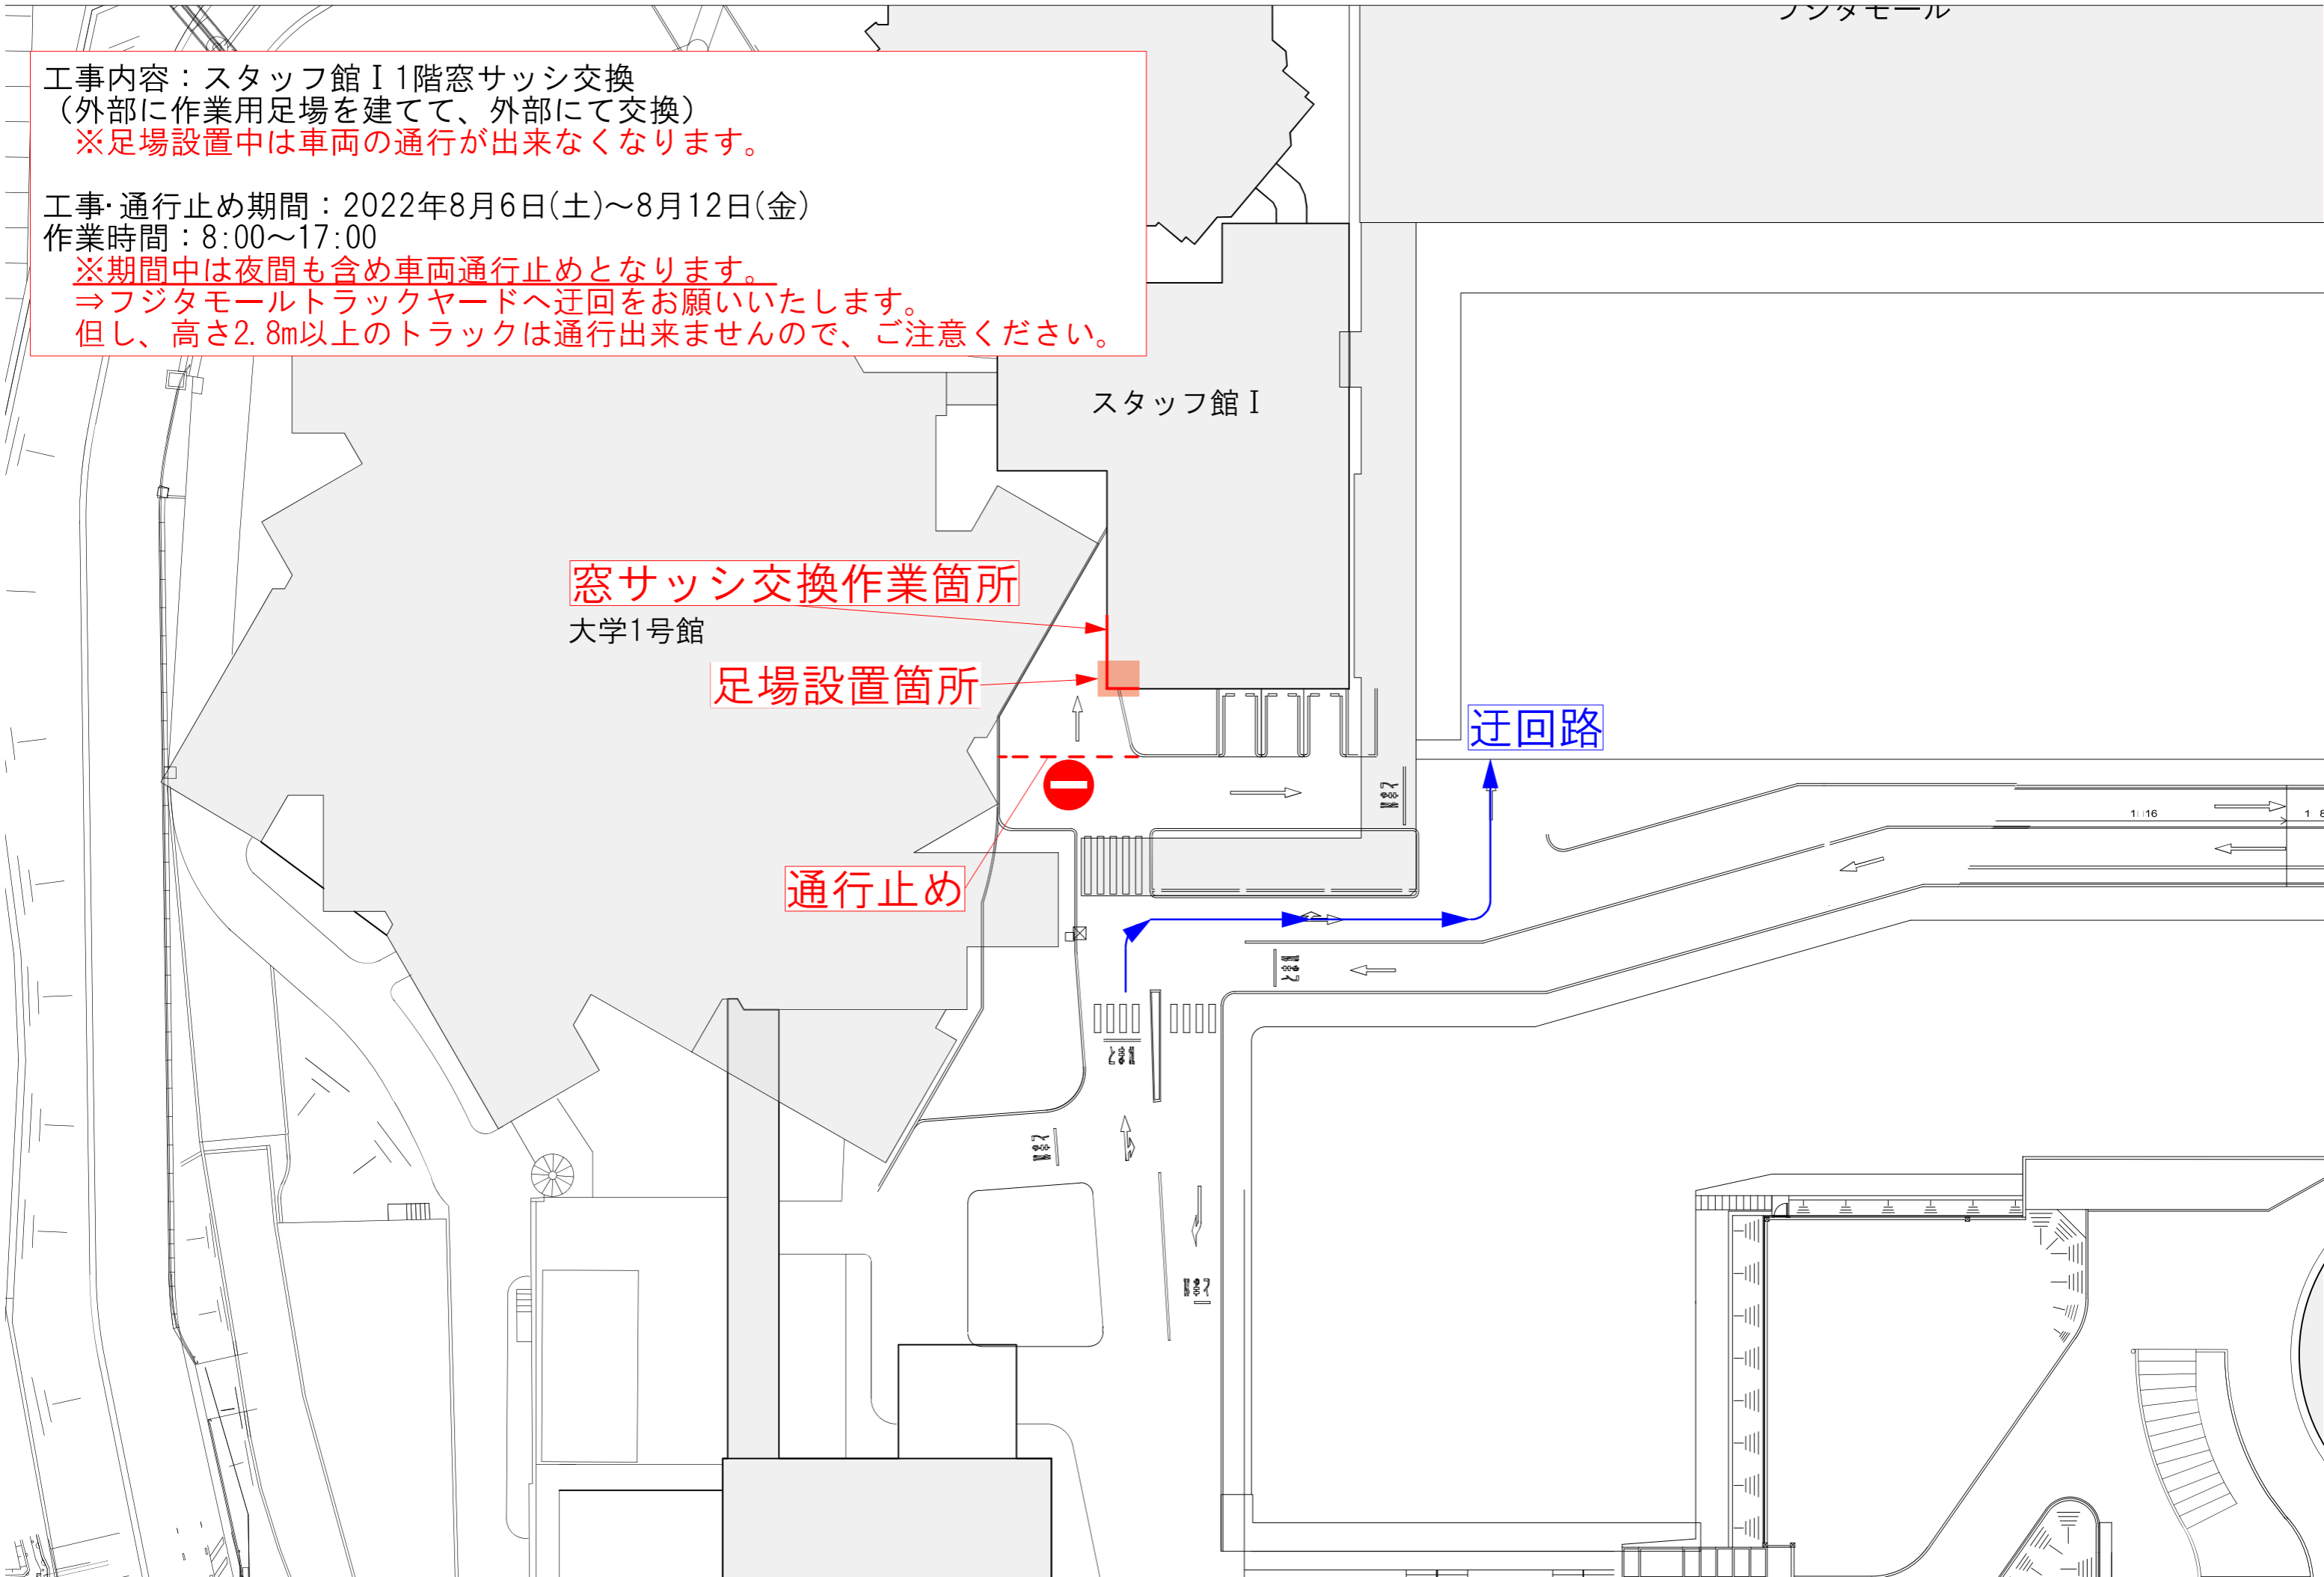 フジタモール
工事内容：スタッフ館Ⅰ1階窓サッシ交換
（外部に作業用足場を建てて、外部にて交換）
※足場設置中は車両の通行が出来なくなります。
工事･通行止め期間：2022年8月6日(土)～8月12日(金)
作業時間：8:00～17:00
※期間中は夜間も含め車両通行止めとなります。
⇒フジタモールトラックヤードへ迂回をお願いいたします。
但し、高さ2.8m以上のトラックは通行出来ませんので、ご注意ください。
スタッフ館Ⅰ
窓サッシ交換作業箇所
大学1号館
足場設置箇所
迂回路
通行止め